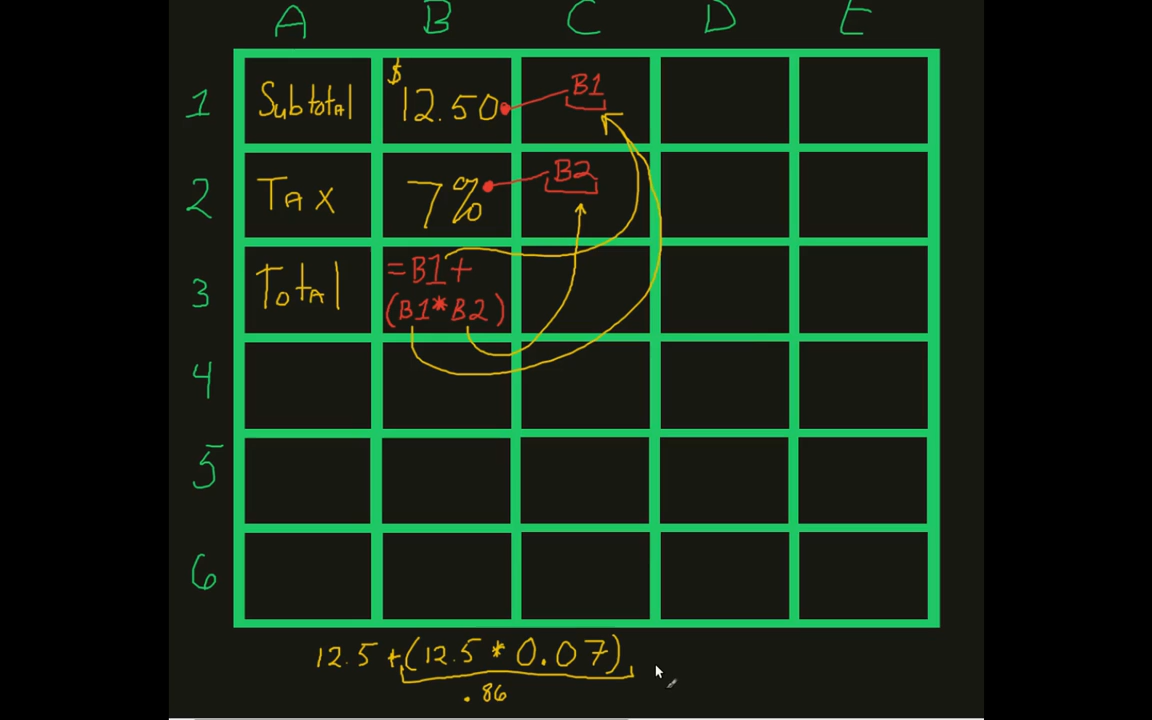 A B C D E
1 Subtotal $12.50 B1
2 Tax 7% B2
3 Total =B1+
(B1*B2)
4
5
6
12.5+(12.5*0.07)
.86